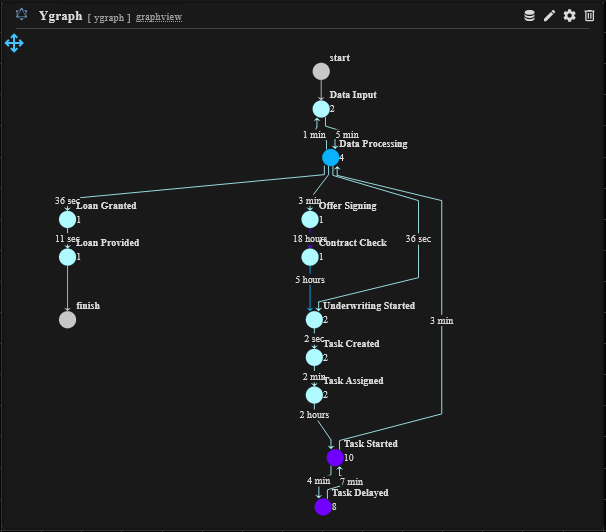 Ygraph [ ygraph ] graphview
start
Data Input
2
1 min 5 min
Data Processing
4
36 sec 3 min
Loan Granted Offer Signing
1 1
11 sec 18 hours 36 sec
Loan Provided Contract Check
1 1
5 hours
finish Underwriting Started
2
3 min
2 sec
Task Created
2
2 min
Task Assigned
2
2 hours
Task Started
10
4 min 7 min
Task Delayed
8